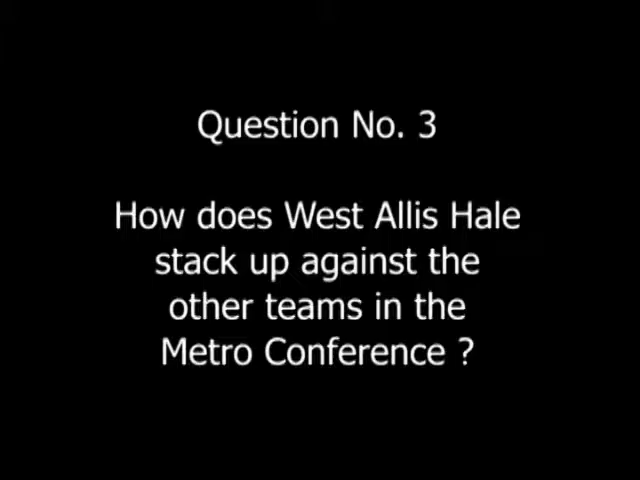 Question No. 3
How does West Allis Hale
stack up against the
other teams in the
Metro Conference ?